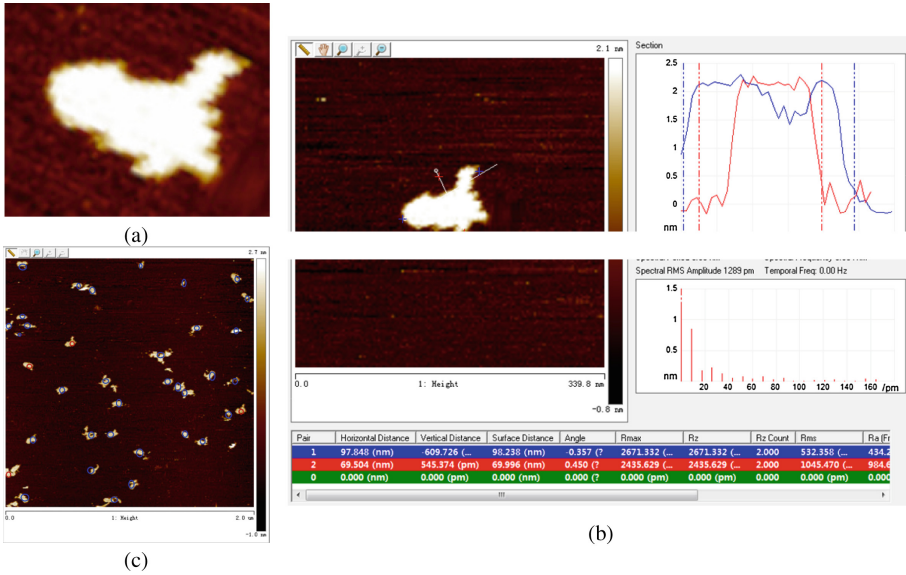 (a)
2.1 nm
1: Height
0.0
339.8 nm
-0.8 nm
Section
2.5
2.0
1.5
1.0
0.5
0
nm
Spectral RMS Amplitude 1289 pm Temporal Freq: 0.00 Hz
1.5
1
0.5
nm
20 40 60 80 100 120 140 160 /pm
Pair Horizontal Distance Vertical Distance Surface Distance Angle Rmax Rz Rz Count Rms Ra (Fr
1 97.848 (nm) -609.726 (... 98.238 (nm) -0.357 (? 2671.332 (... 2671.332 (... 2.000 532.358 (... 434.2
2 69.504 (nm) 545.374 (pm) 69.996 (nm) 0.450 (? 2435.629 (... 2435.629 (... 2.000 1045.470 (... 984.6
0 0.000 (nm) 0.000 (pm) 0.000 (nm) 0.000 (? 0.000 (pm) 0.000 (pm) 0.000 0.000 (pm) 0.000
(b)
2.7 nm
0.0
1: Height
2.0 um
(c)